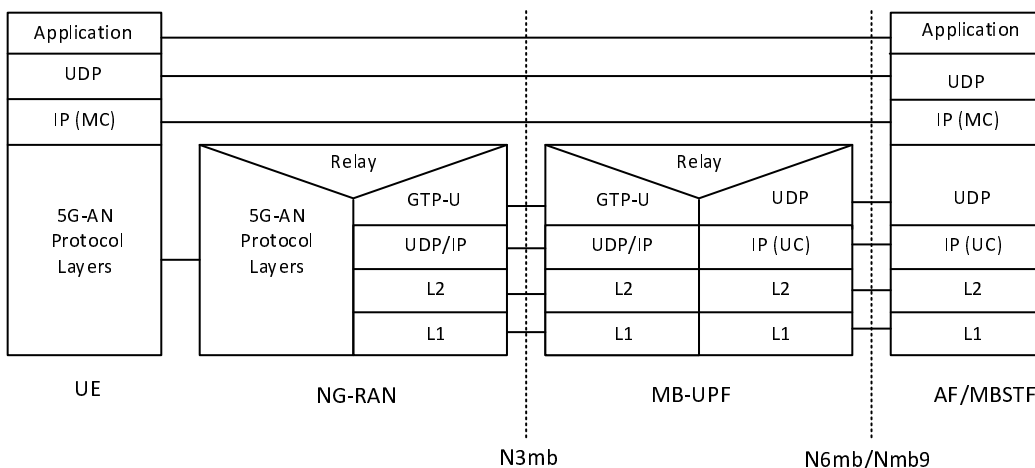 Application
UDP
IP (MC)
5G-AN
Protocol
Layers
UE
Relay
5G-AN
Protocol
Layers
GTP-U
UDP/IP
L2
L1
NG-RAN
N3mb
Relay
GTP-U
UDP/IP
L2
L1
UDP
IP (UC)
L2
L1
MB-UPF
N6mb/Nmb9
Application
UDP
IP (MC)
UDP
IP (UC)
L2
L1
AF/MBSTF